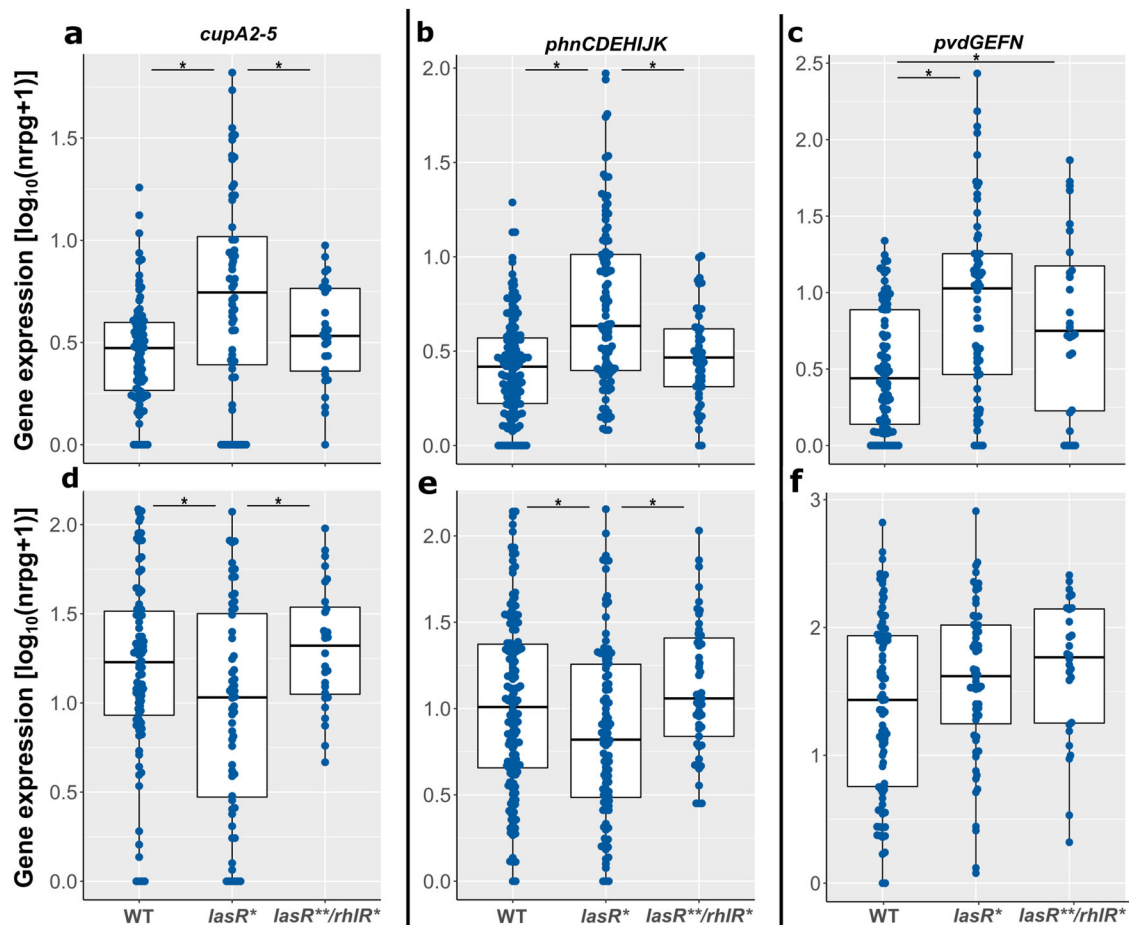 a
cupA2-5
b
phnCDEHIJK
c
pvdGEFN
* *
* *
*
*
Gene expression [log₁₀(nrpg+1)]
1.5
1.0
0.5
0.0
2.0
1.5
1.0
0.5
0.0
2.5
2.0
1.5
1.0
0.5
0.0
d
e
f
* *
* *
Gene expression [log₁₀(nrpg+1)]
2.0
1.5
1.0
0.5
0.0
2.0
1.5
1.0
0.5
0.0
3
2
1
0
WT lasR* lasR**/rhlR*
WT lasR* lasR**/rhlR*
WT lasR* lasR**/rhlR*